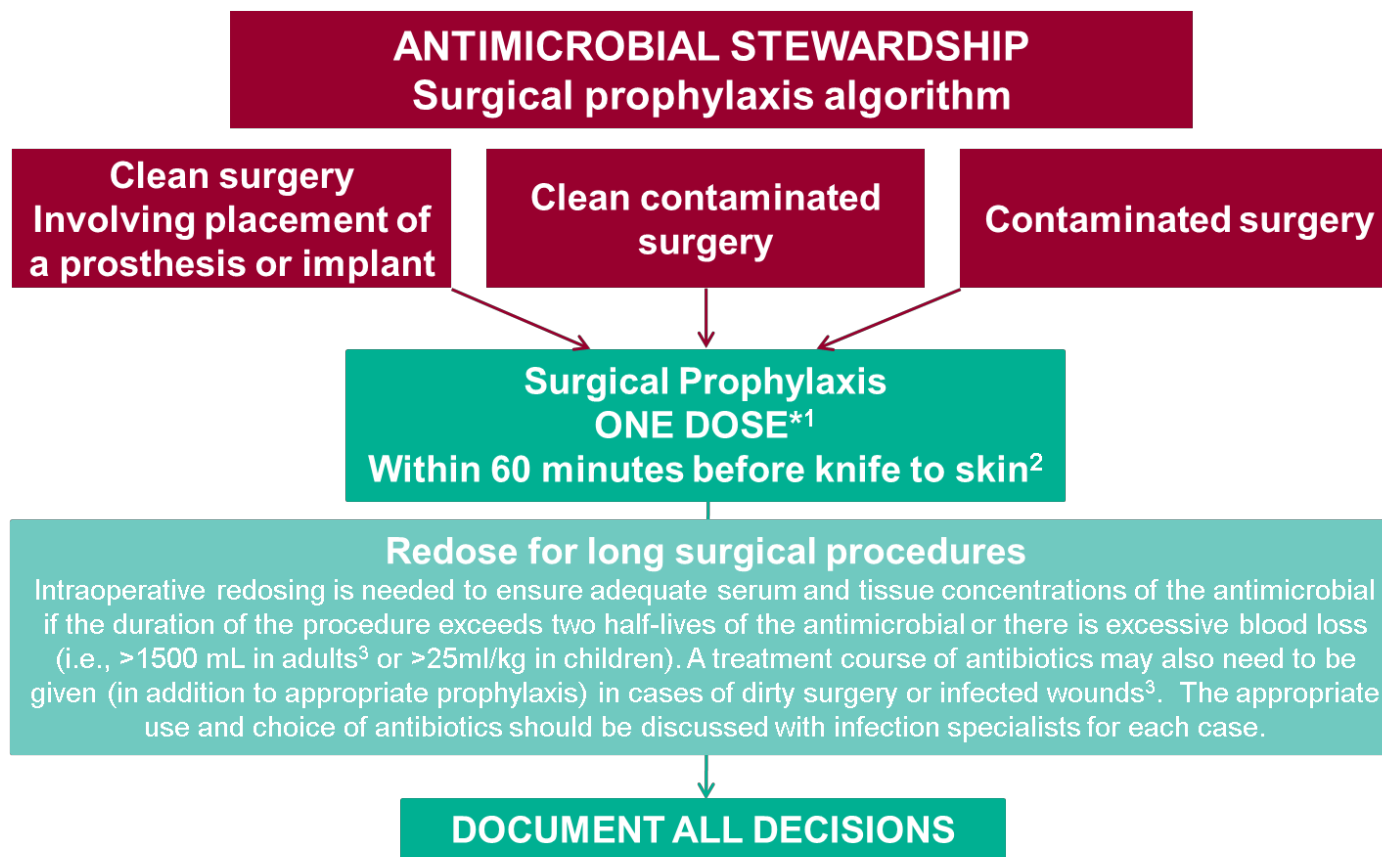 ANTIMICROBIAL STEWARDSHIP
Surgical prophylaxis algorithm
Clean surgery
Involving placement of
a prosthesis or implant
Clean contaminated
surgery
Contaminated surgery
Surgical Prophylaxis
ONE DOSE*1
Within 60 minutes before knife to skin2
Redose for long surgical procedures
Intraoperative redosing is needed to ensure adequate serum and tissue concentrations of the antimicrobial
if the duration of the procedure exceeds two half-lives of the antimicrobial or there is excessive blood loss
(i.e., >1500 mL in adults3 or >25ml/kg in children). A treatment course of antibiotics may also need to be
given (in addition to appropriate prophylaxis) in cases of dirty surgery or infected wounds3. The appropriate
use and choice of antibiotics should be discussed with infection specialists for each case.
DOCUMENT ALL DECISIONS